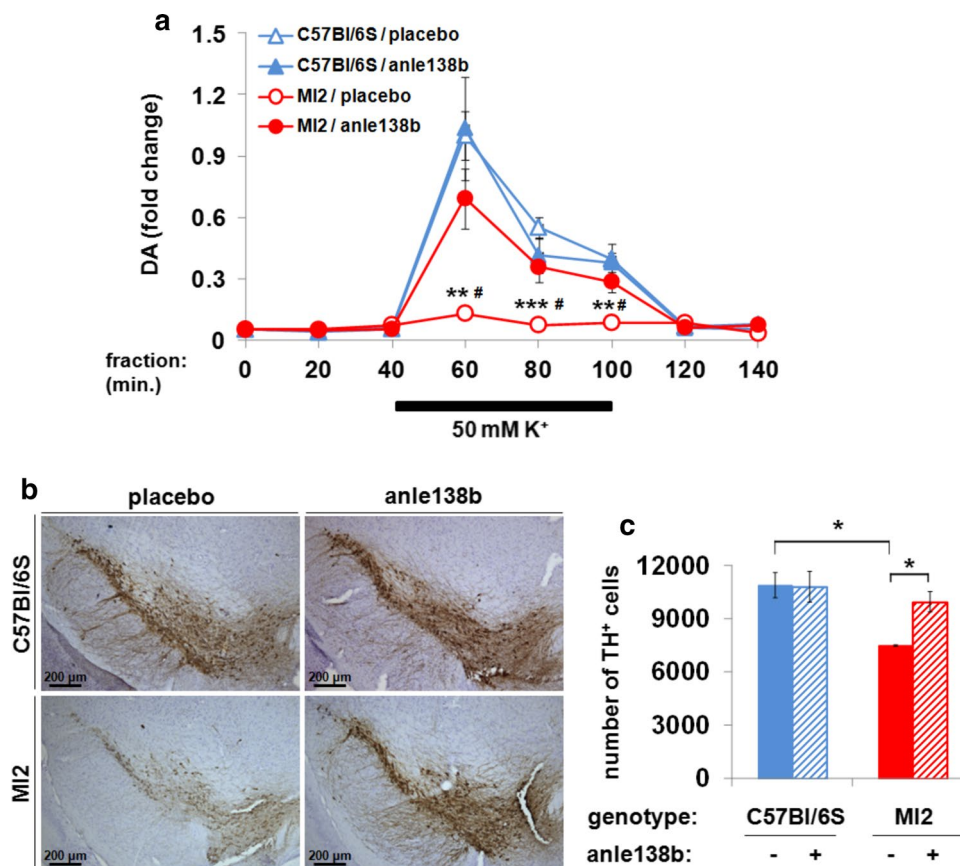 a
1.5
1.2
0.9
0.6
0.3
0
DA (fold change)
C57Bl/6S / placebo
C57Bl/6S / anle138b
MI2 / placebo
MI2 / anle138b
** #
*** #
**#
fraction:
(min.)
0 20 40 60 80 100 120 140
50 mM K⁺
b
placebo anle138b
C57Bl/6S
200 µm
200 µm
MI2
200 µm
200 µm
c
*
*
12000
9000
6000
3000
0
number of TH⁺ cells
genotype: C57Bl/6S MI2
anle138b: - + - +